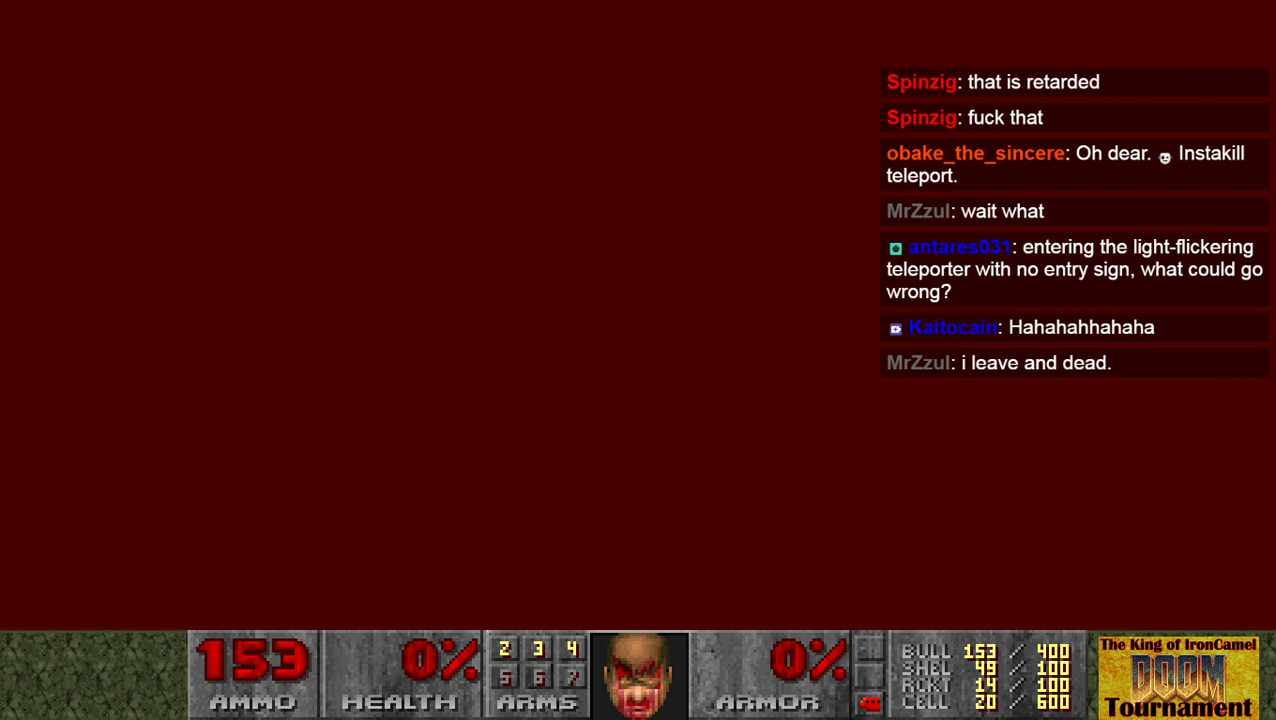 Spinzig: that is retarded
Spinzig: fuck that
obake_the_sincere: Oh dear. Instakill
teleport.
MrZzul: wait what
antares031: entering the light-flickering
teleporter with no entry sign, what could go
wrong?
Kaitocain: Hahahahhahaha
MrZzul: i leave and dead.
153 0% 2 3 4 0%
5 6 7
AMMO HEALTH ARMS ARMOR
BULL 153 / 400
SHEL 49 / 100
RCKT 14 / 100
CELL 20 / 600
The King of IronCamel
DOOM
Tournament